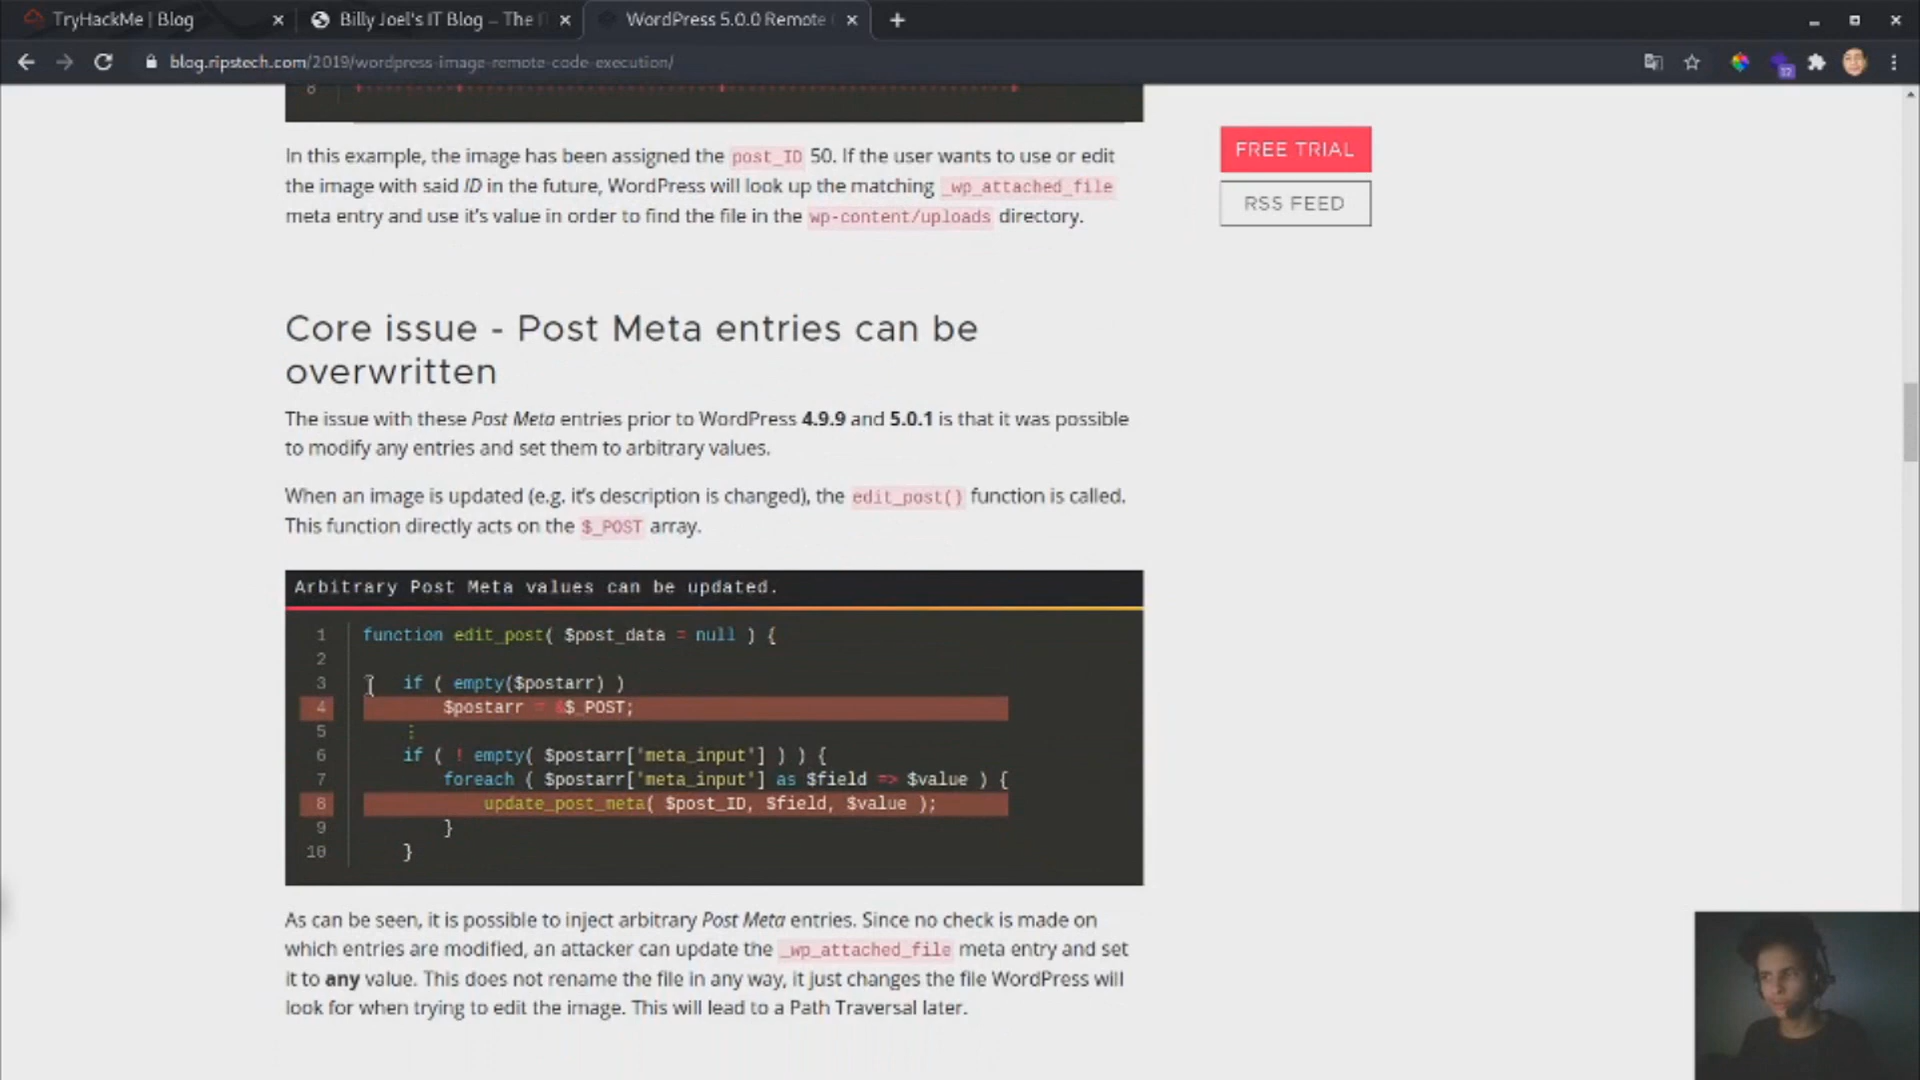 TryHackMe | Blog
Billy Joel's IT Blog – The
WordPress 5.0.0 Remote
blog.ripstech.com/2019/wordpress-image-remote-code-execution/
12
8
In this example, the image has been assigned the post_ID 50. If the user wants to use or edit
the image with said ID in the future, WordPress will look up the matching _wp_attached_file
meta entry and use it's value in order to find the file in the wp-content/uploads directory.
FREE TRIAL
RSS FEED
Core issue - Post Meta entries can be
overwritten
The issue with these Post Meta entries prior to WordPress 4.9.9 and 5.0.1 is that it was possible
to modify any entries and set them to arbitrary values.
When an image is updated (e.g. it's description is changed), the edit_post() function is called.
This function directly acts on the $_POST array.
Arbitrary Post Meta values can be updated.
1 function edit_post( $post_data = null ) {
2
3 if ( empty($postarr) )
4 $postarr = &$_POST;
5 ⋮
6 if ( ! empty( $postarr['meta_input'] ) ) {
7 foreach ( $postarr['meta_input'] as $field => $value ) {
8 update_post_meta( $post_ID, $field, $value );
9 }
10 }
As can be seen, it is possible to inject arbitrary Post Meta entries. Since no check is made on
which entries are modified, an attacker can update the _wp_attached_file meta entry and set
it to any value. This does not rename the file in any way, it just changes the file WordPress will
look for when trying to edit the image. This will lead to a Path Traversal later.